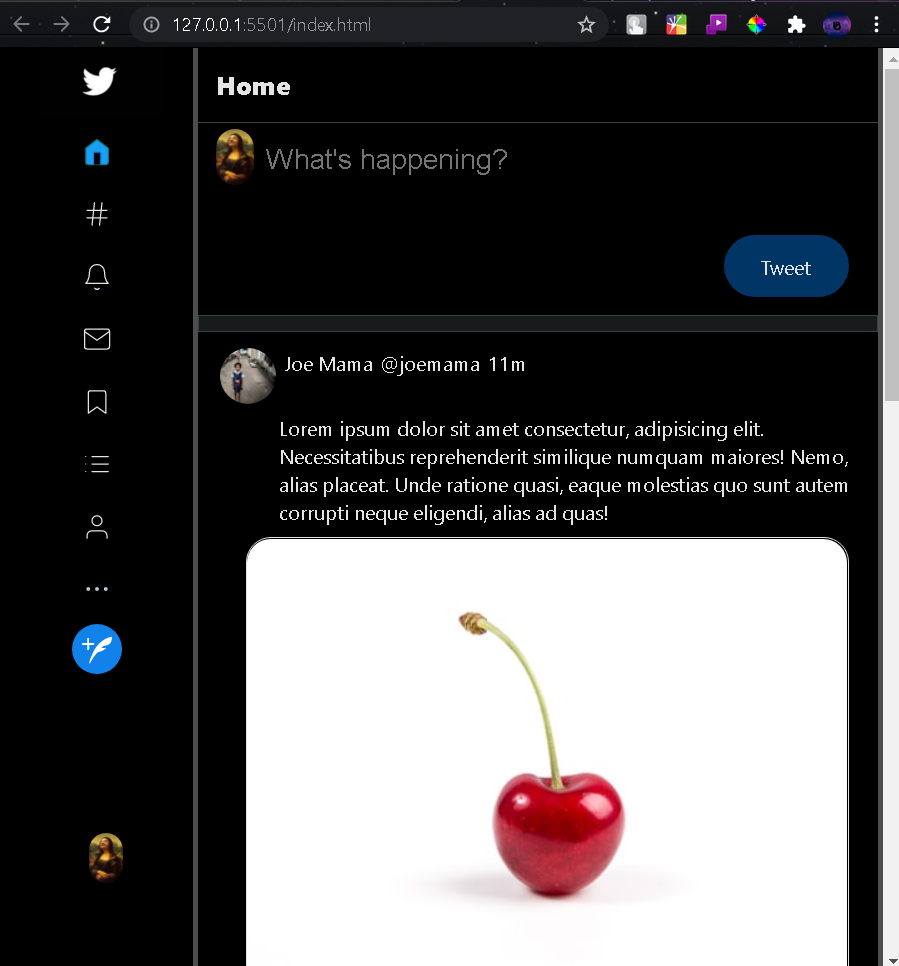 127.0.0.1:5501/index.html
Home
What's happening?
Tweet
Joe Mama @joemama 11m
Lorem ipsum dolor sit amet consectetur, adipisicing elit.
Necessitatibus reprehenderit similique numquam maiores! Nemo,
alias placeat. Unde ratione quasi, eaque molestias quo sunt autem
corrupti neque eligendi, alias ad quas!